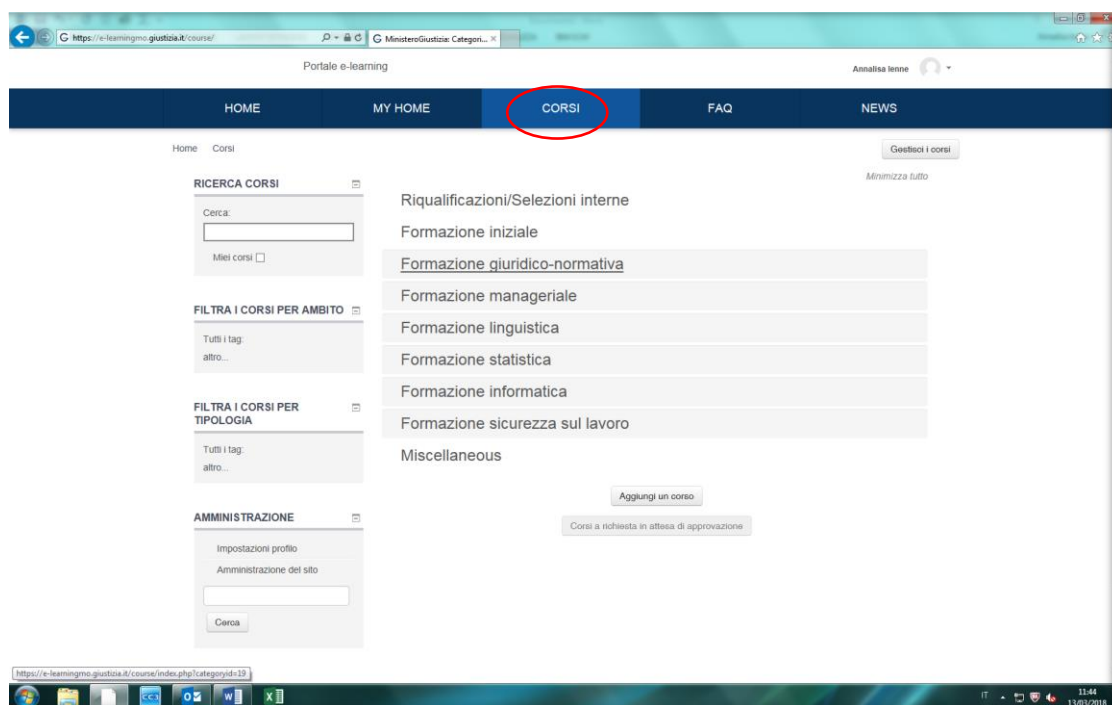 https://e-learningmo.giustizia.it/course/
MinisteroGiustizia: Categori...
Portale e-learning
Annalisa Ienne
HOME MY HOME CORSI FAQ NEWS
Home Corsi
Gestisci i corsi
Minimizza tutto
RICERCA CORSI
Cerca:
Miei corsi
FILTRA I CORSI PER AMBITO
Tutti i tag:
altro...
FILTRA I CORSI PER
TIPOLOGIA
Tutti i tag:
altro...
AMMINISTRAZIONE
Impostazioni profilo
Amministrazione del sito
Cerca
Riqualificazioni/Selezioni interne
Formazione iniziale
Formazione giuridico-normativa
Formazione manageriale
Formazione linguistica
Formazione statistica
Formazione informatica
Formazione sicurezza sul lavoro
Miscellaneous
Aggiungi un corso
Corsi a richiesta in attesa di approvazione
https://e-learningmo.giustizia.it/course/index.php?categoryid=19
IT
11:44
13/03/2018